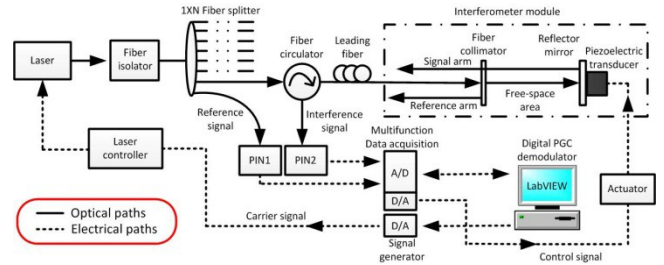 1XN Fiber splitter
Interferometer module
Laser
Fiber
isolator
Fiber
circulator
Leading
fiber
Signal arm
Fiber
collimator
Reflector
mirror
Piezoelectric
transducer
Reference arm
Free-space
area
Reference
signal
Interference
signal
Laser
controller
PIN1
PIN2
Multifunction
Data acquisition
A/D
D/A
Digital PGC
demodulator
LabVIEW
Actuator
Optical paths
Electrical paths
Carrier signal
D/A
Signal
generator
Control signal